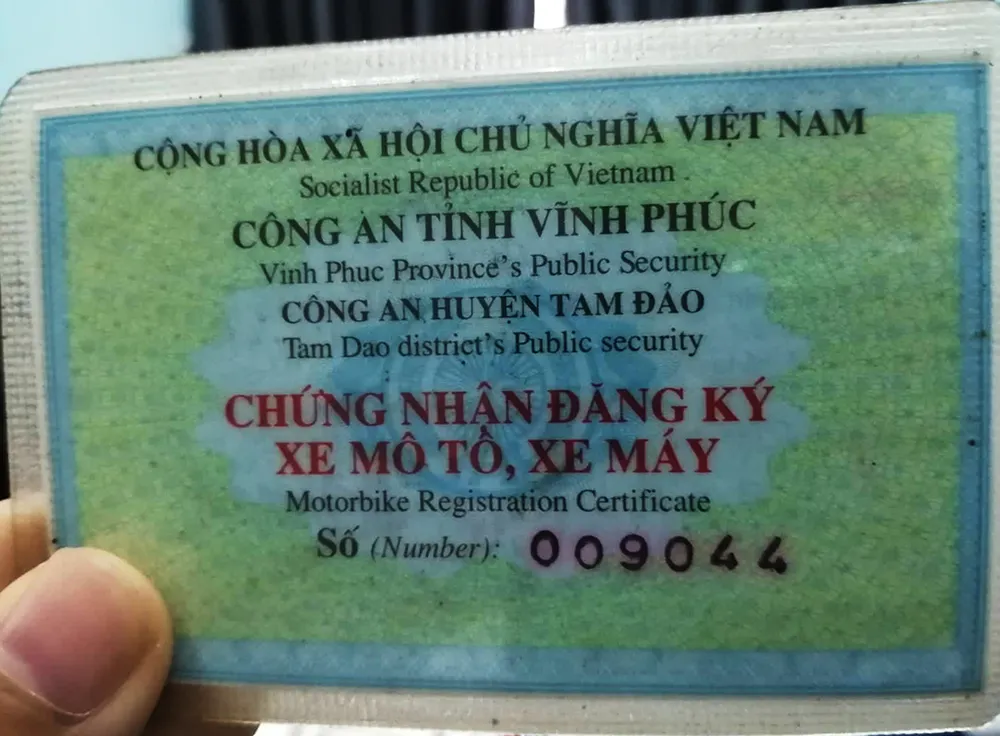 CỘNG HÒA XÃ HỘI CHỦ NGHĨA VIỆT NAM
Socialist Republic of Vietnam
CÔNG AN TỈNH VĨNH PHÚC
Vinh Phuc Province's Public Security
CÔNG AN HUYỆN TAM ĐẢO
Tam Dao district's Public security
CHỨNG NHẬN ĐĂNG KÝ
XE MÔ TÔ, XE MÁY
Motorbike Registration Certificate
Số (Number): 009044